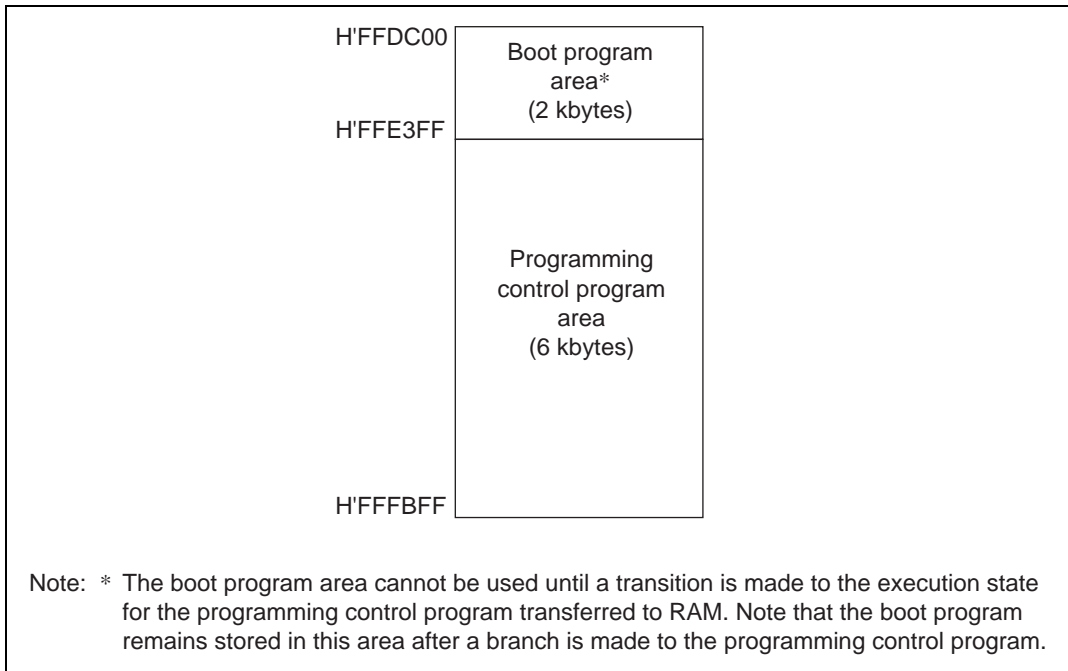 H'FFDC00
Boot program
area*
(2 kbytes)
H'FFE3FF
Programming
control program
area
(6 kbytes)
H'FFFBFF
Note: * The boot program area cannot be used until a transition is made to the execution state
for the programming control program transferred to RAM. Note that the boot program
remains stored in this area after a branch is made to the programming control program.